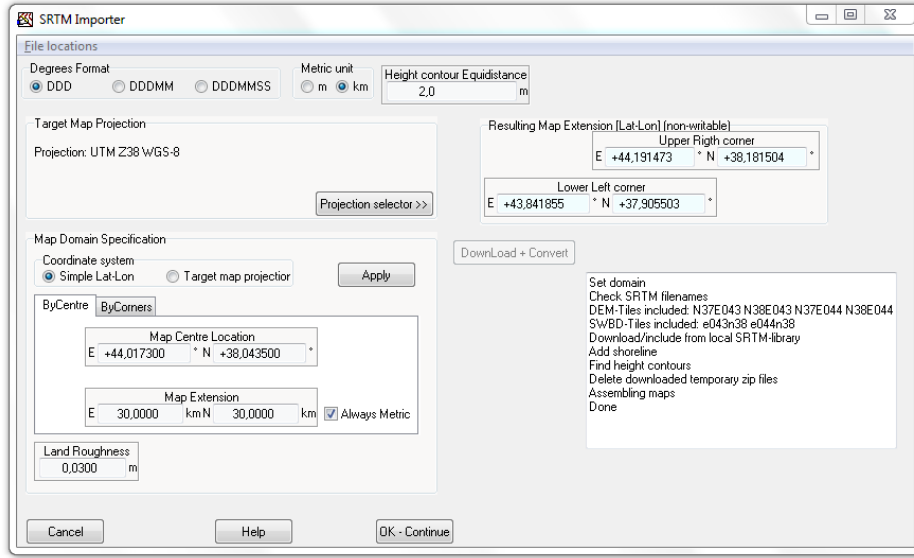 SRTM Importer
File locations
Degrees Format
DDD DDDMM DDDMMSS
Metric unit
m km
Height contour Equidistance
2,0 m
Target Map Projection
Projection: UTM Z38 WGS-8
Projection selector >>
Resulting Map Extension [Lat-Lon] (non-writable)
Upper Rigth corner
E +44,191473 ° N +38,181504 °
Lower Left corner
E +43,841855 ° N +37,905503 °
Map Domain Specification
Coordinate system
Simple Lat-Lon Target map projectior
Apply
ByCentre ByCorners
Map Centre Location
E +44,017300 ° N +38,043500 °
Map Extension
E 30,0000 km N 30,0000 km Always Metric
Land Roughness
0,0300 m
DownLoad + Convert
Set domain
Check SRTM filenames
DEM-Tiles included: N37E043 N38E043 N37E044 N38E044
SWBD-Tiles included: e043n38 e044n38
Download/include from local SRTM-library
Add shoreline
Find height contours
Delete downloaded temporary zip files
Assembling maps
Done
Cancel Help OK - Continue